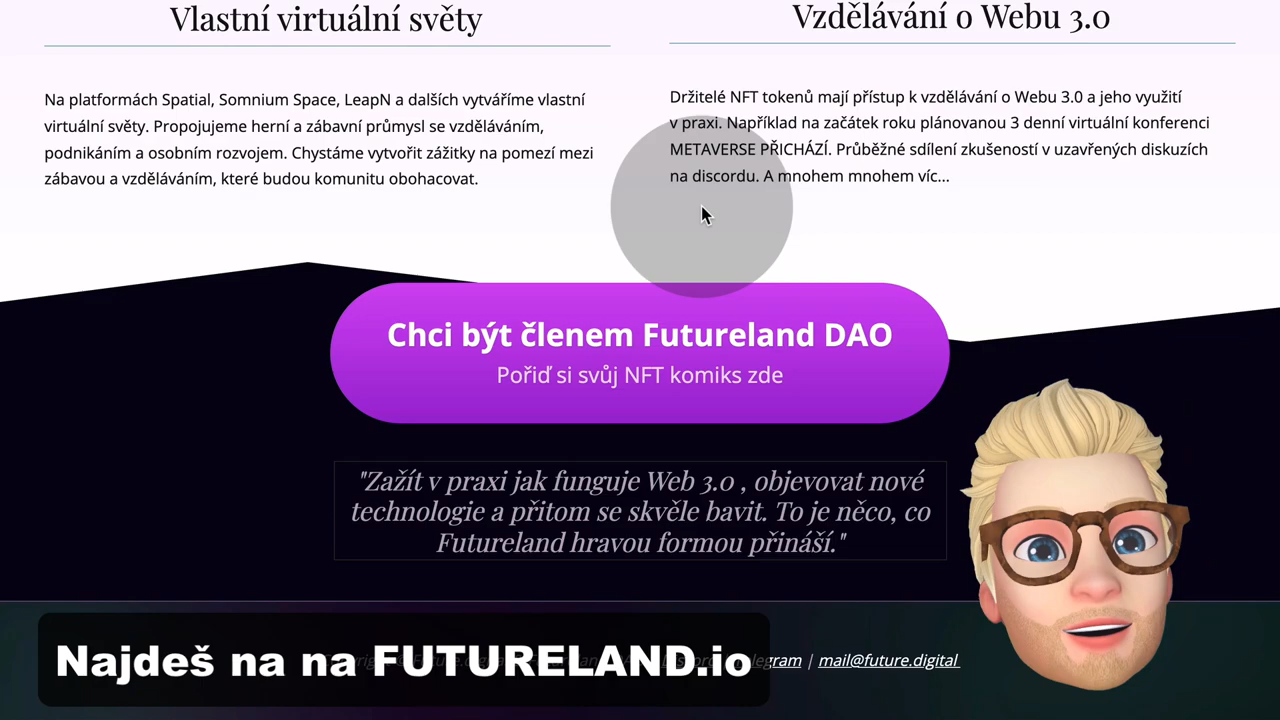 Vlastní virtuální světy
Na platformách Spatial, Somnium Space, LeapN a dalších vytváříme vlastní
virtuální světy. Propojujeme herní a zábavní průmysl se vzděláváním,
podnikáním a osobním rozvojem. Chystáme vytvořit zážitky na pomezí mezi
zábavou a vzděláváním, které budou komunitu obohacovat.
Vzdělávání o Webu 3.0
Držitelé NFT tokenů mají přístup k vzdělávání o Webu 3.0 a jeho využití
v praxi. Například na začátek roku plánovanou 3 denní virtuální konferenci
METAVERSE PŘICHÁZÍ. Průběžné sdílení zkušeností v uzavřených diskuzích
na discordu. A mnohem mnohem víc...
Chci být členem Futureland DAO
Pořiď si svůj NFT komiks zde
"Zažít v praxi jak funguje Web 3.0 , objevovat nové
technologie a přitom se skvěle bavit. To je něco, co
Futureland hravou formou přináší."
Najdeš na na FUTURELAND.io
| mail@future.digital